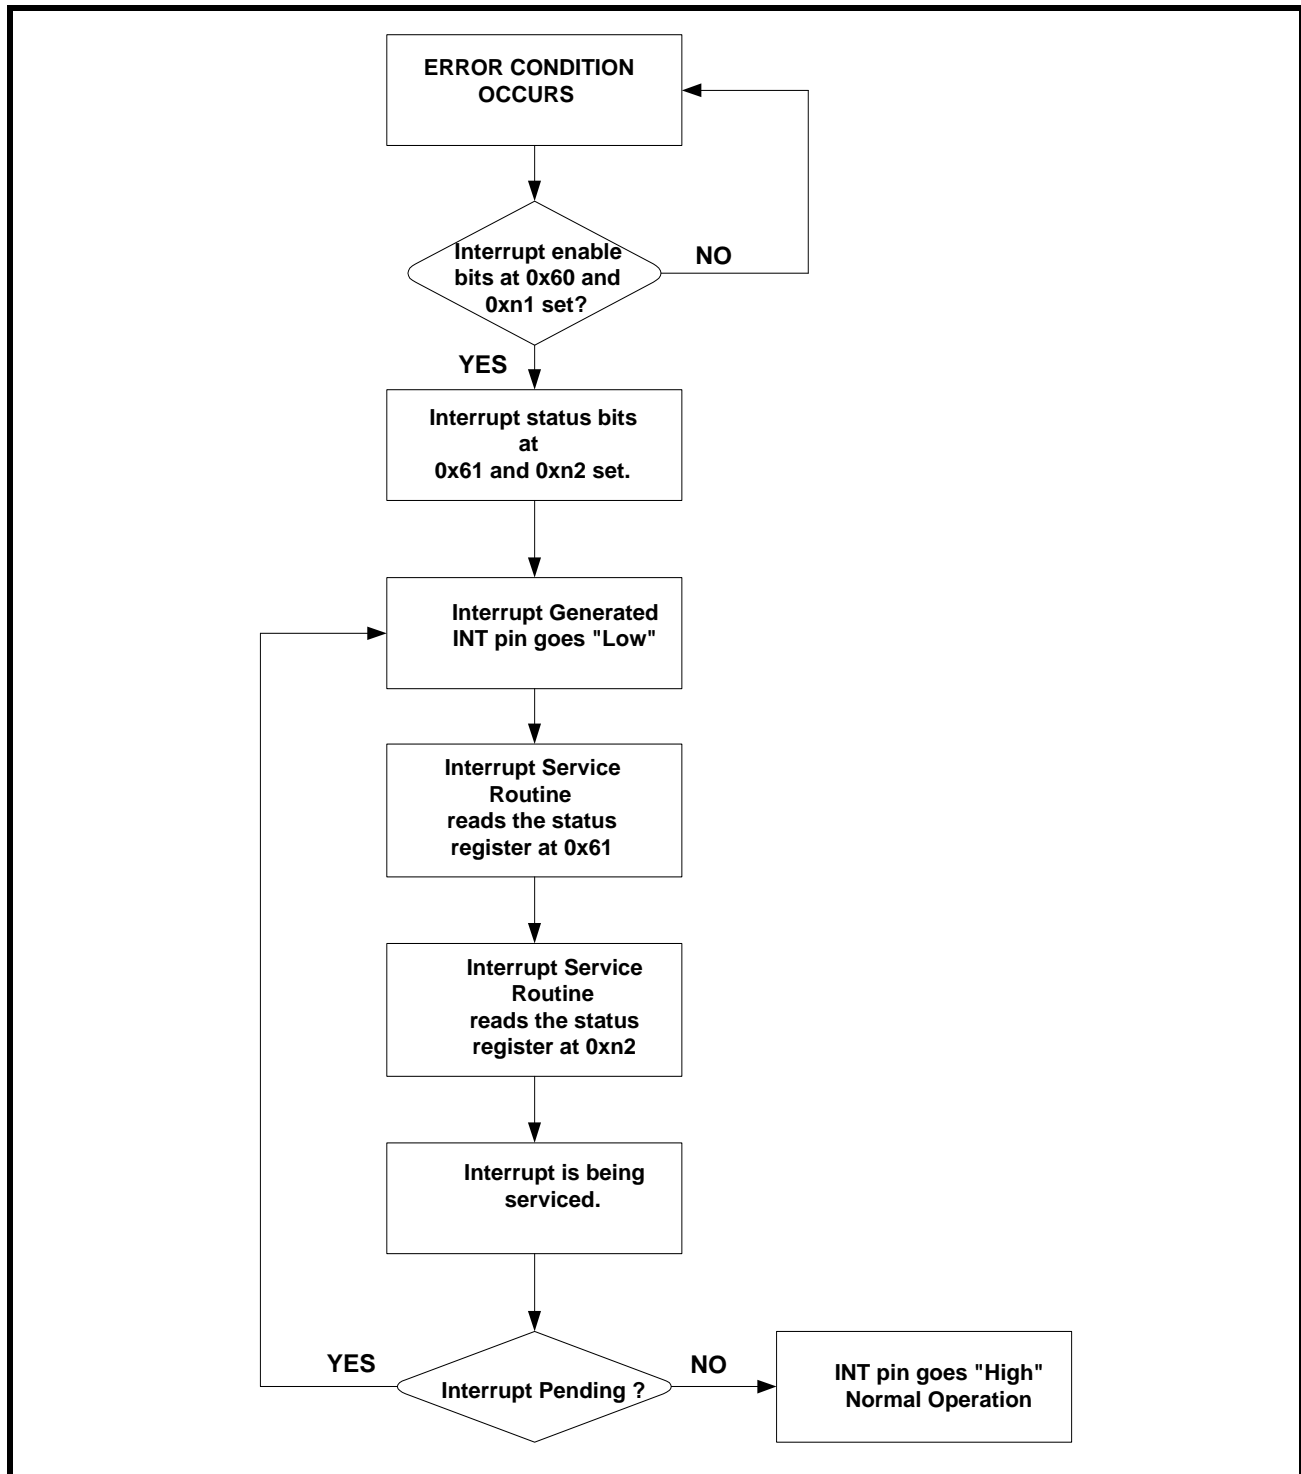 ERROR CONDITION
OCCURS
Interrupt enable
bits at 0x60 and
0xn1 set?
NO
YES
Interrupt status bits
at
0x61 and 0xn2 set.
Interrupt Generated
INT pin goes "Low"
Interrupt Service
Routine
reads the status
register at 0x61
Interrupt Service
Routine
reads the status
register at 0xn2
Interrupt is being
serviced.
YES
Interrupt Pending ?
NO
INT pin goes "High"
Normal Operation